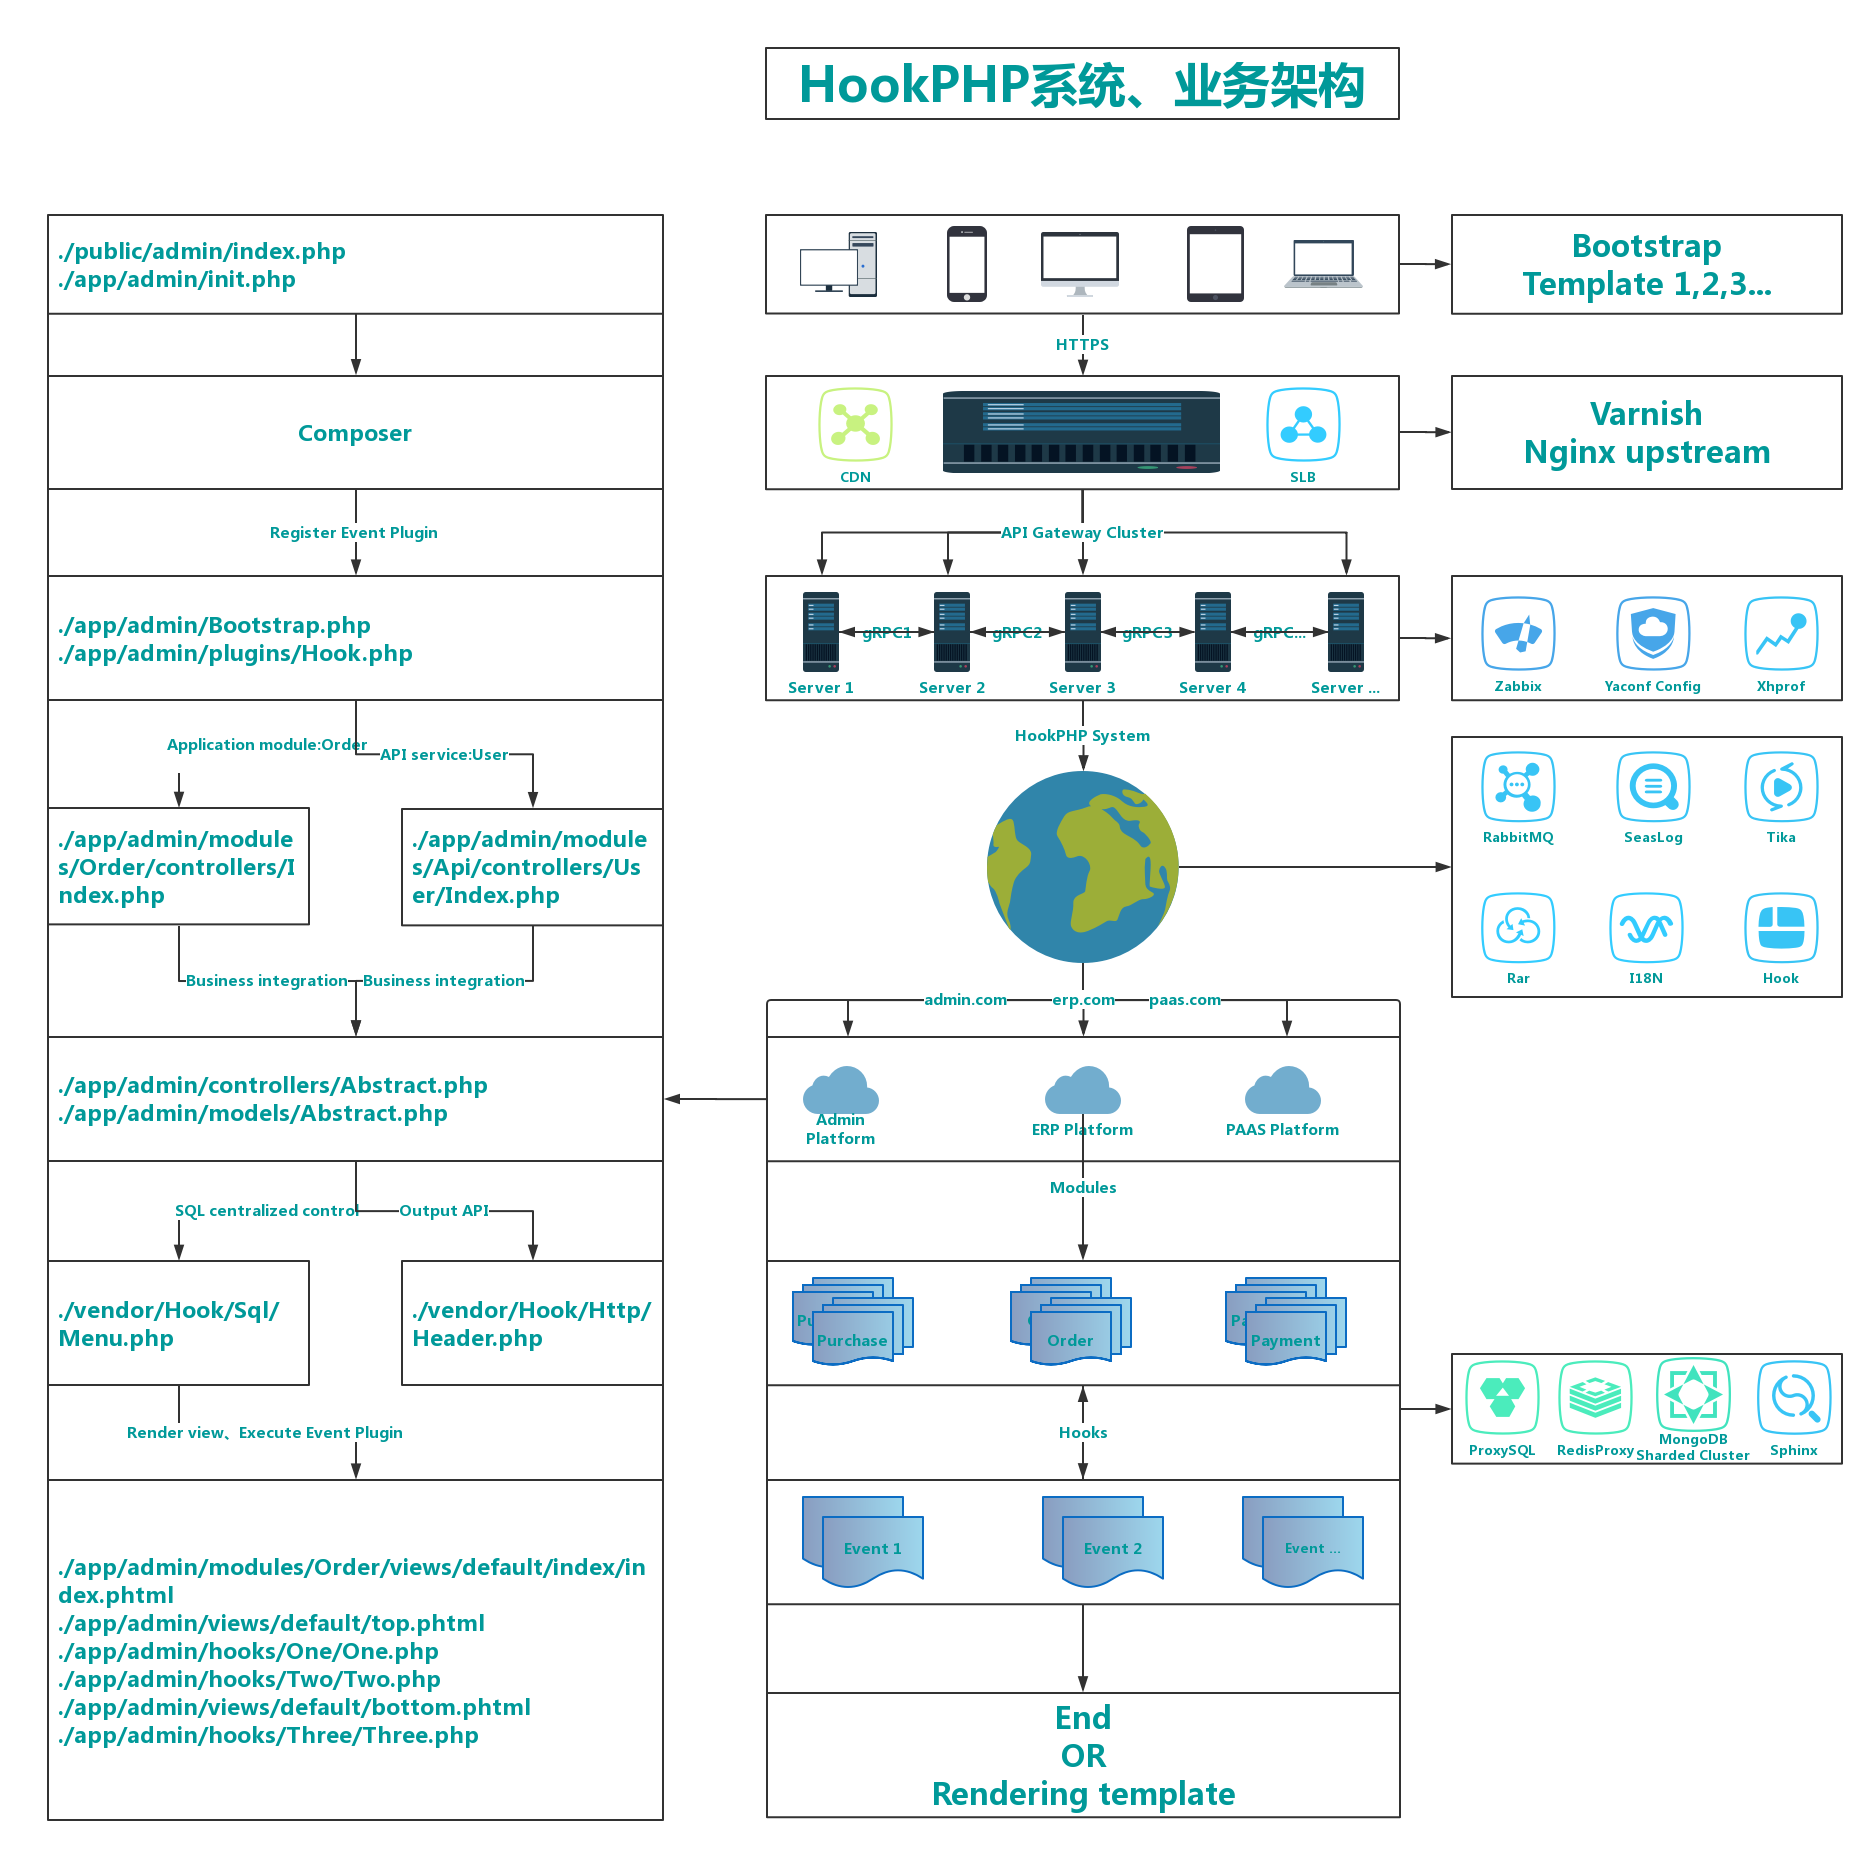 HookPHP系统、业务架构
./public/admin/index.php
./app/admin/init.php
Composer
Register Event Plugin
./app/admin/Bootstrap.php
./app/admin/plugins/Hook.php
Application module:Order
API service:User
./app/admin/module
s/Order/controllers/I
ndex.php
./app/admin/module
s/Api/controllers/Us
er/Index.php
Business integration
Business integration
./app/admin/controllers/Abstract.php
./app/admin/models/Abstract.php
SQL centralized control
Output API
./vendor/Hook/Sql/
Menu.php
./vendor/Hook/Http/
Header.php
Render view、Execute Event Plugin
./app/admin/modules/Order/views/default/index/in
dex.phtml
./app/admin/views/default/top.phtml
./app/admin/hooks/One/One.php
./app/admin/hooks/Two/Two.php
./app/admin/views/default/bottom.phtml
./app/admin/hooks/Three/Three.php
HTTPS
CDN
SLB
API Gateway Cluster
gRPC1
gRPC2
gRPC3
gRPC...
Server 1
Server 2
Server 3
Server 4
Server ...
HookPHP System
admin.com
erp.com
paas.com
Admin
Platform
ERP Platform
PAAS Platform
Modules
Purchase
Order
Payment
Hooks
Event 1
Event 2
Event ...
End
OR
Rendering template
Bootstrap
Template 1,2,3...
Varnish
Nginx upstream
Zabbix
Yaconf Config
Xhprof
RabbitMQ
SeasLog
Tika
Rar
I18N
Hook
ProxySQL
RedisProxy
MongoDB
Sharded Cluster
Sphinx